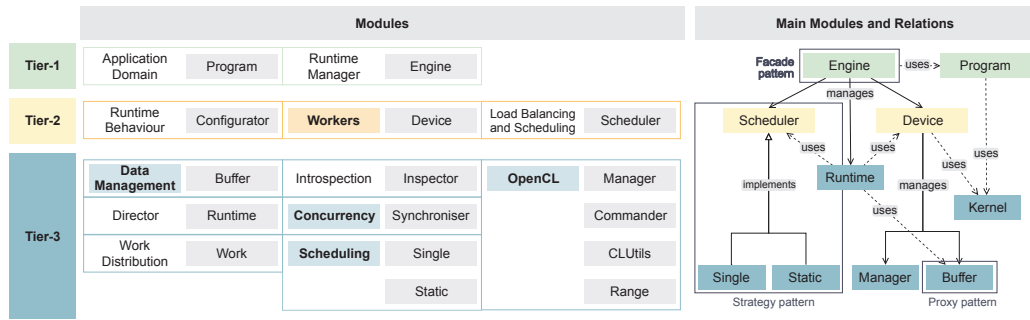 Modules
Tier-1
Application
Domain
Program
Runtime
Manager
Engine
Tier-2
Runtime
Behaviour
Configurator
Workers
Device
Load Balancing
and Scheduling
Scheduler
Tier-3
Data
Management
Buffer
Introspection
Inspector
OpenCL
Manager
Director
Runtime
Concurrency
Synchroniser
Commander
Work
Distribution
Work
Scheduling
Single
CLUtils
Static
Range
Main Modules and Relations
Facade
pattern
Engine
uses
Program
manages
Scheduler
Device
uses
uses
uses
uses
implements
Runtime
manages
Kernel
uses
Single
Static
Manager
Buffer
Strategy pattern
Proxy pattern